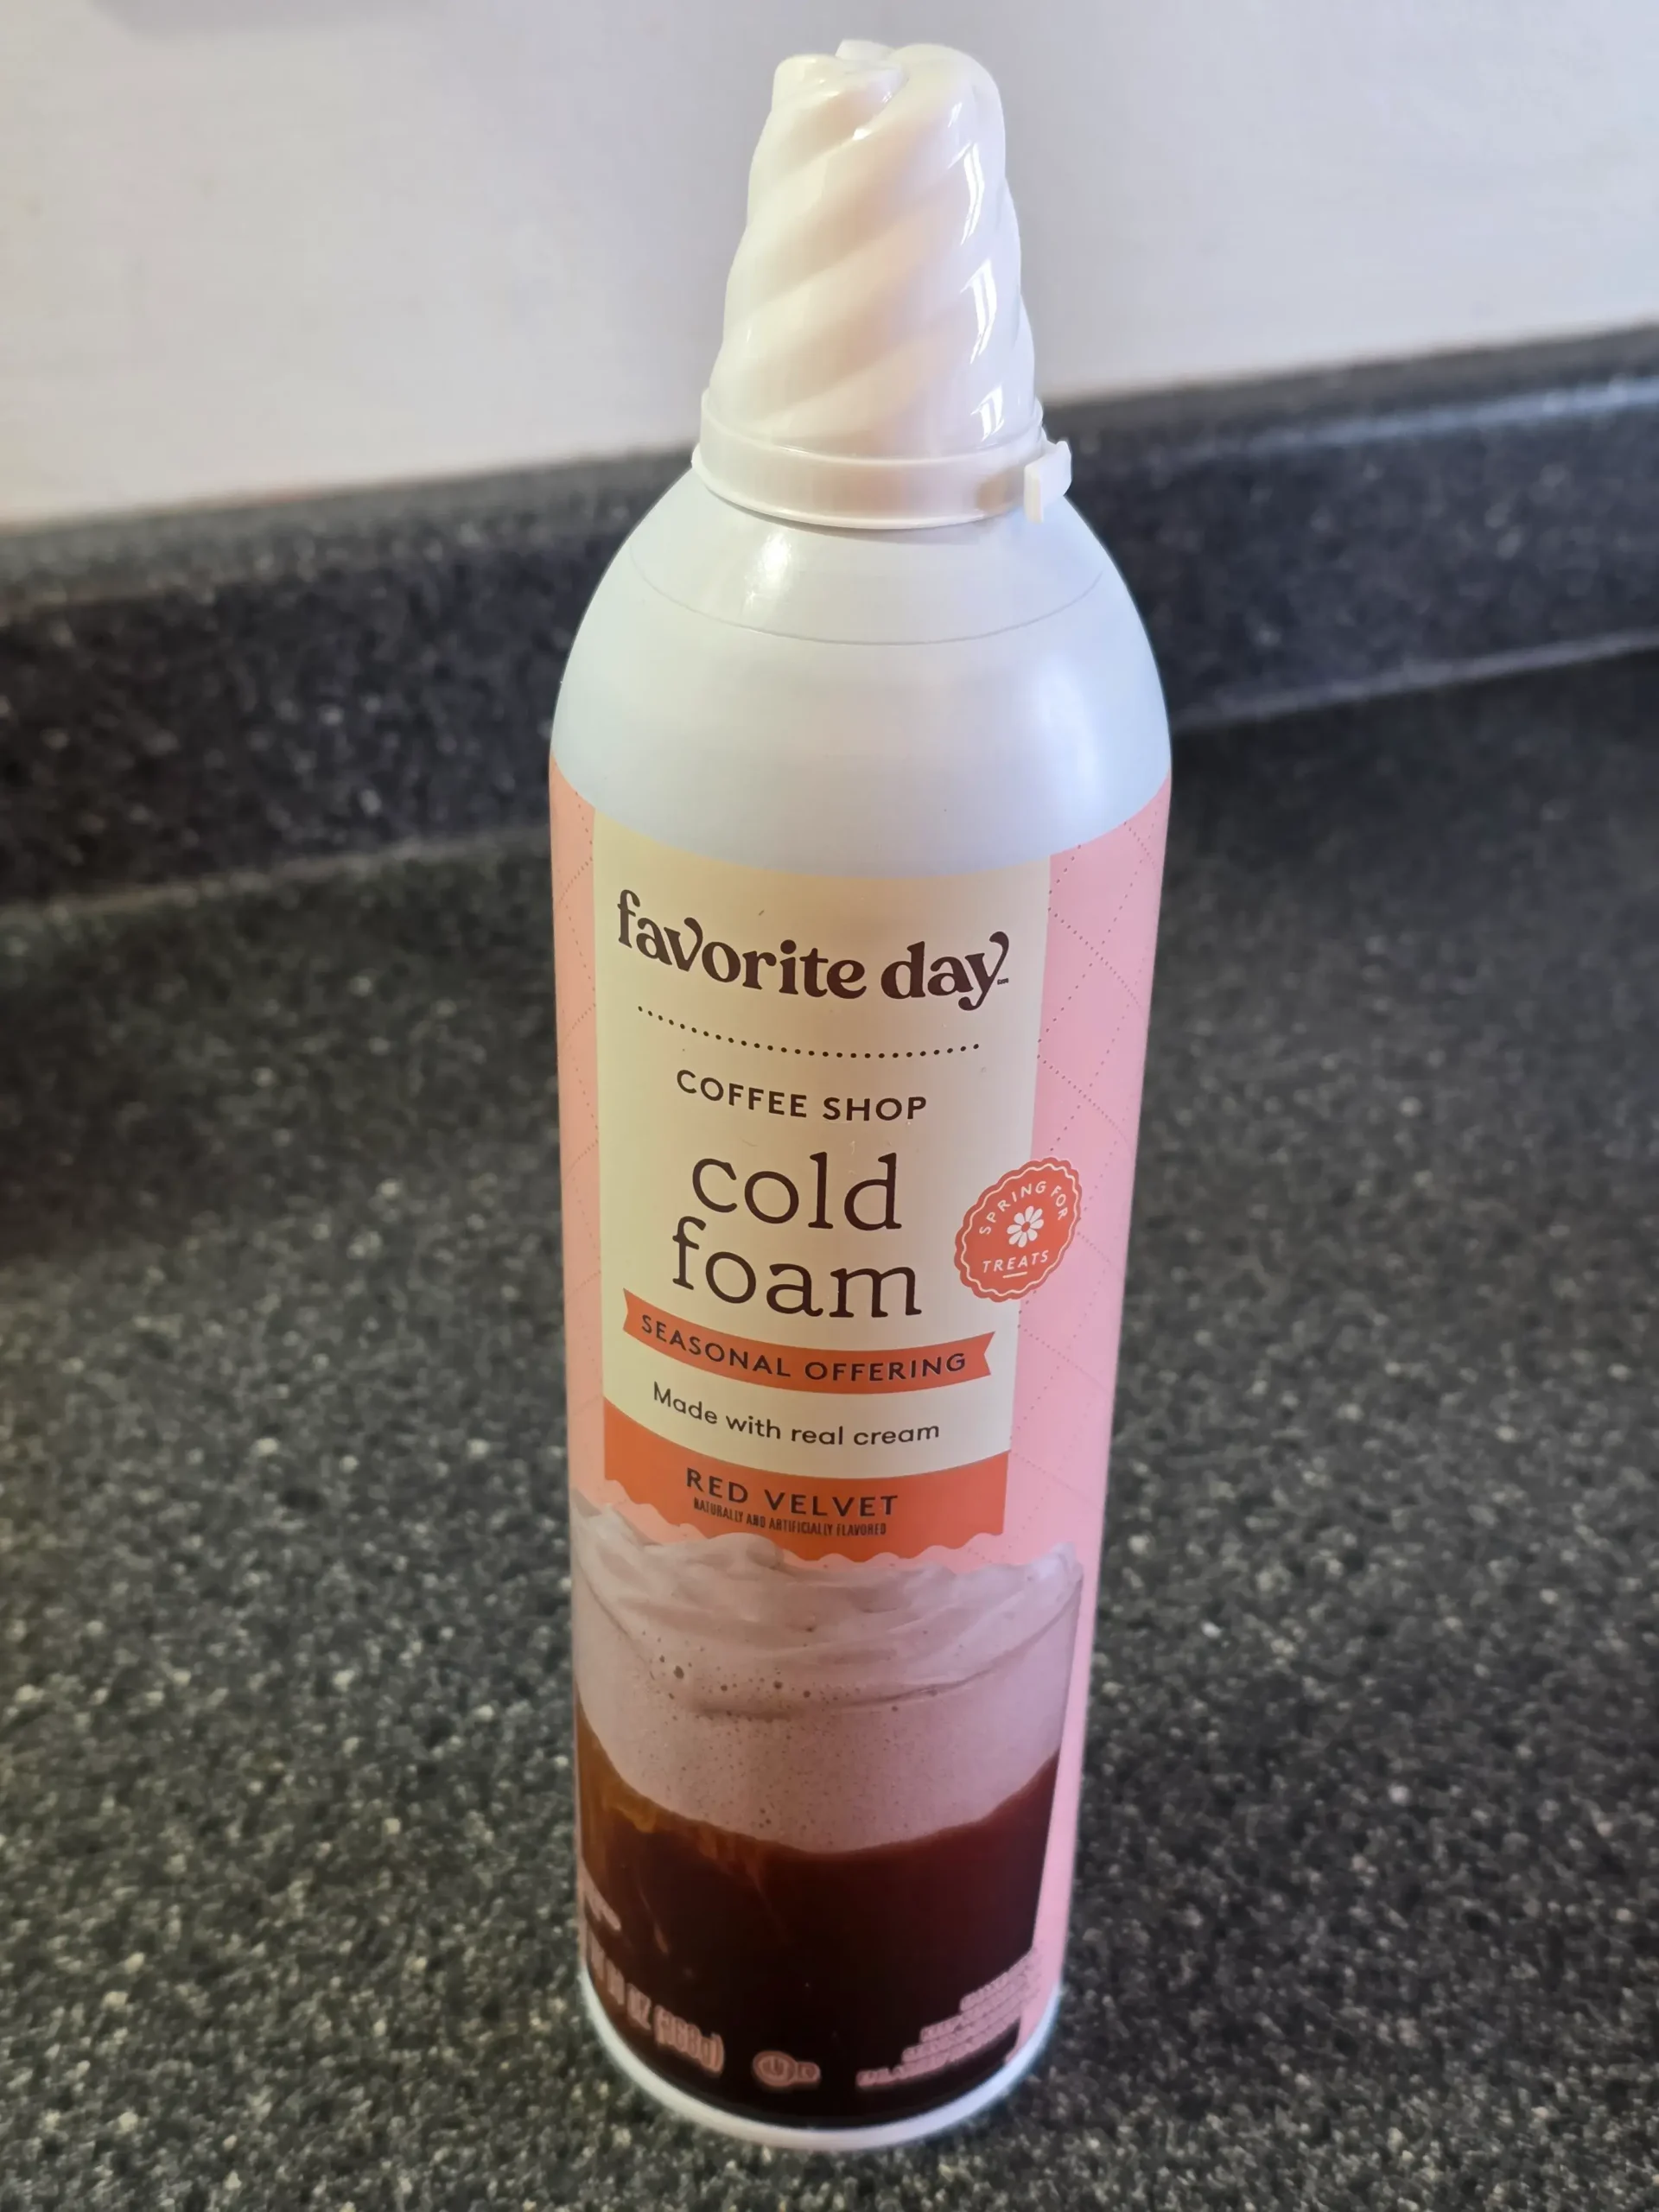 favorite day
COFFEE SHOP
cold
foam
SPRING FOR
TREATS
SEASONAL OFFERING
Made with real cream
RED VELVET
NATURALLY AND ARTIFICIALLY FLAVORED
OZ